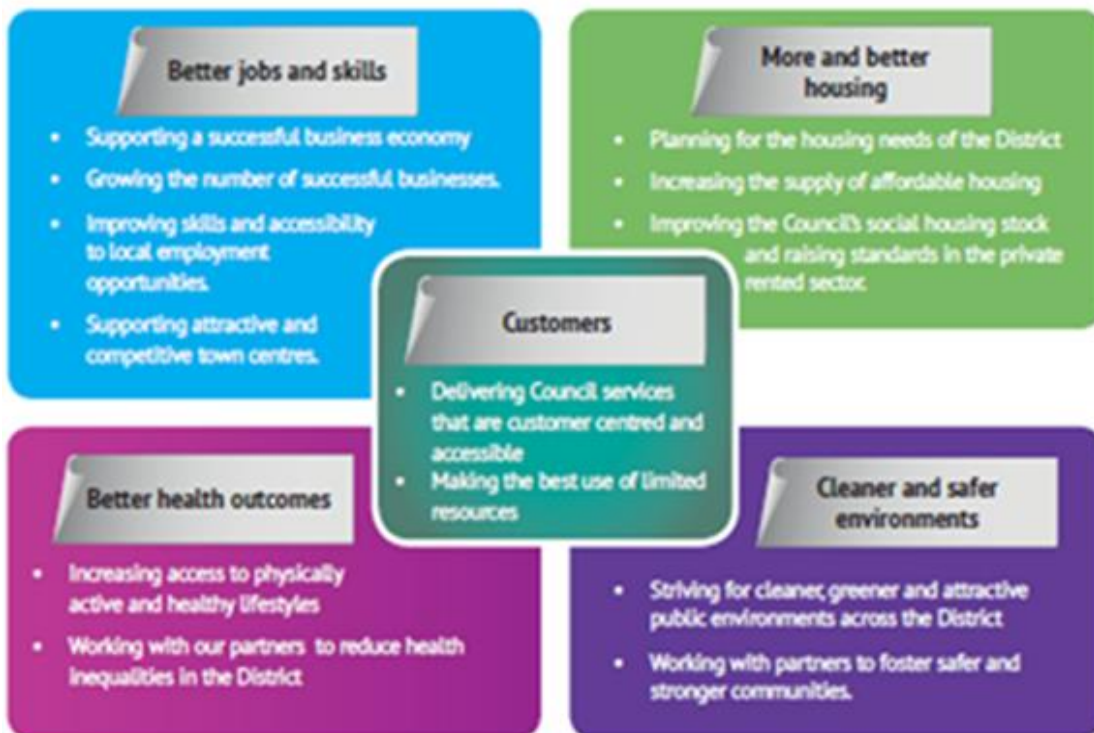 Better jobs and skills
• Supporting a successful business economy
• Growing the number of successful businesses.
• Improving skills and accessibility
to local employment
opportunities.
• Supporting attractive and
competitive town centres.
More and better
housing
• Planning for the housing needs of the District
• Increasing the supply of affordable housing
• Improving the Council's social housing stock
and raising standards in the private
rented sector.
Customers
• Delivering Council services
that are customer centred and
accessible
• Making the best use of limited
resources
Better health outcomes
• Increasing access to physically
active and healthy lifestyles
• Working with our partners to reduce health
inequalities in the District
Cleaner and safer
environments
• Striving for cleaner, greener and attractive
public environments across the District
• Working with partners to foster safer and
stronger communities.